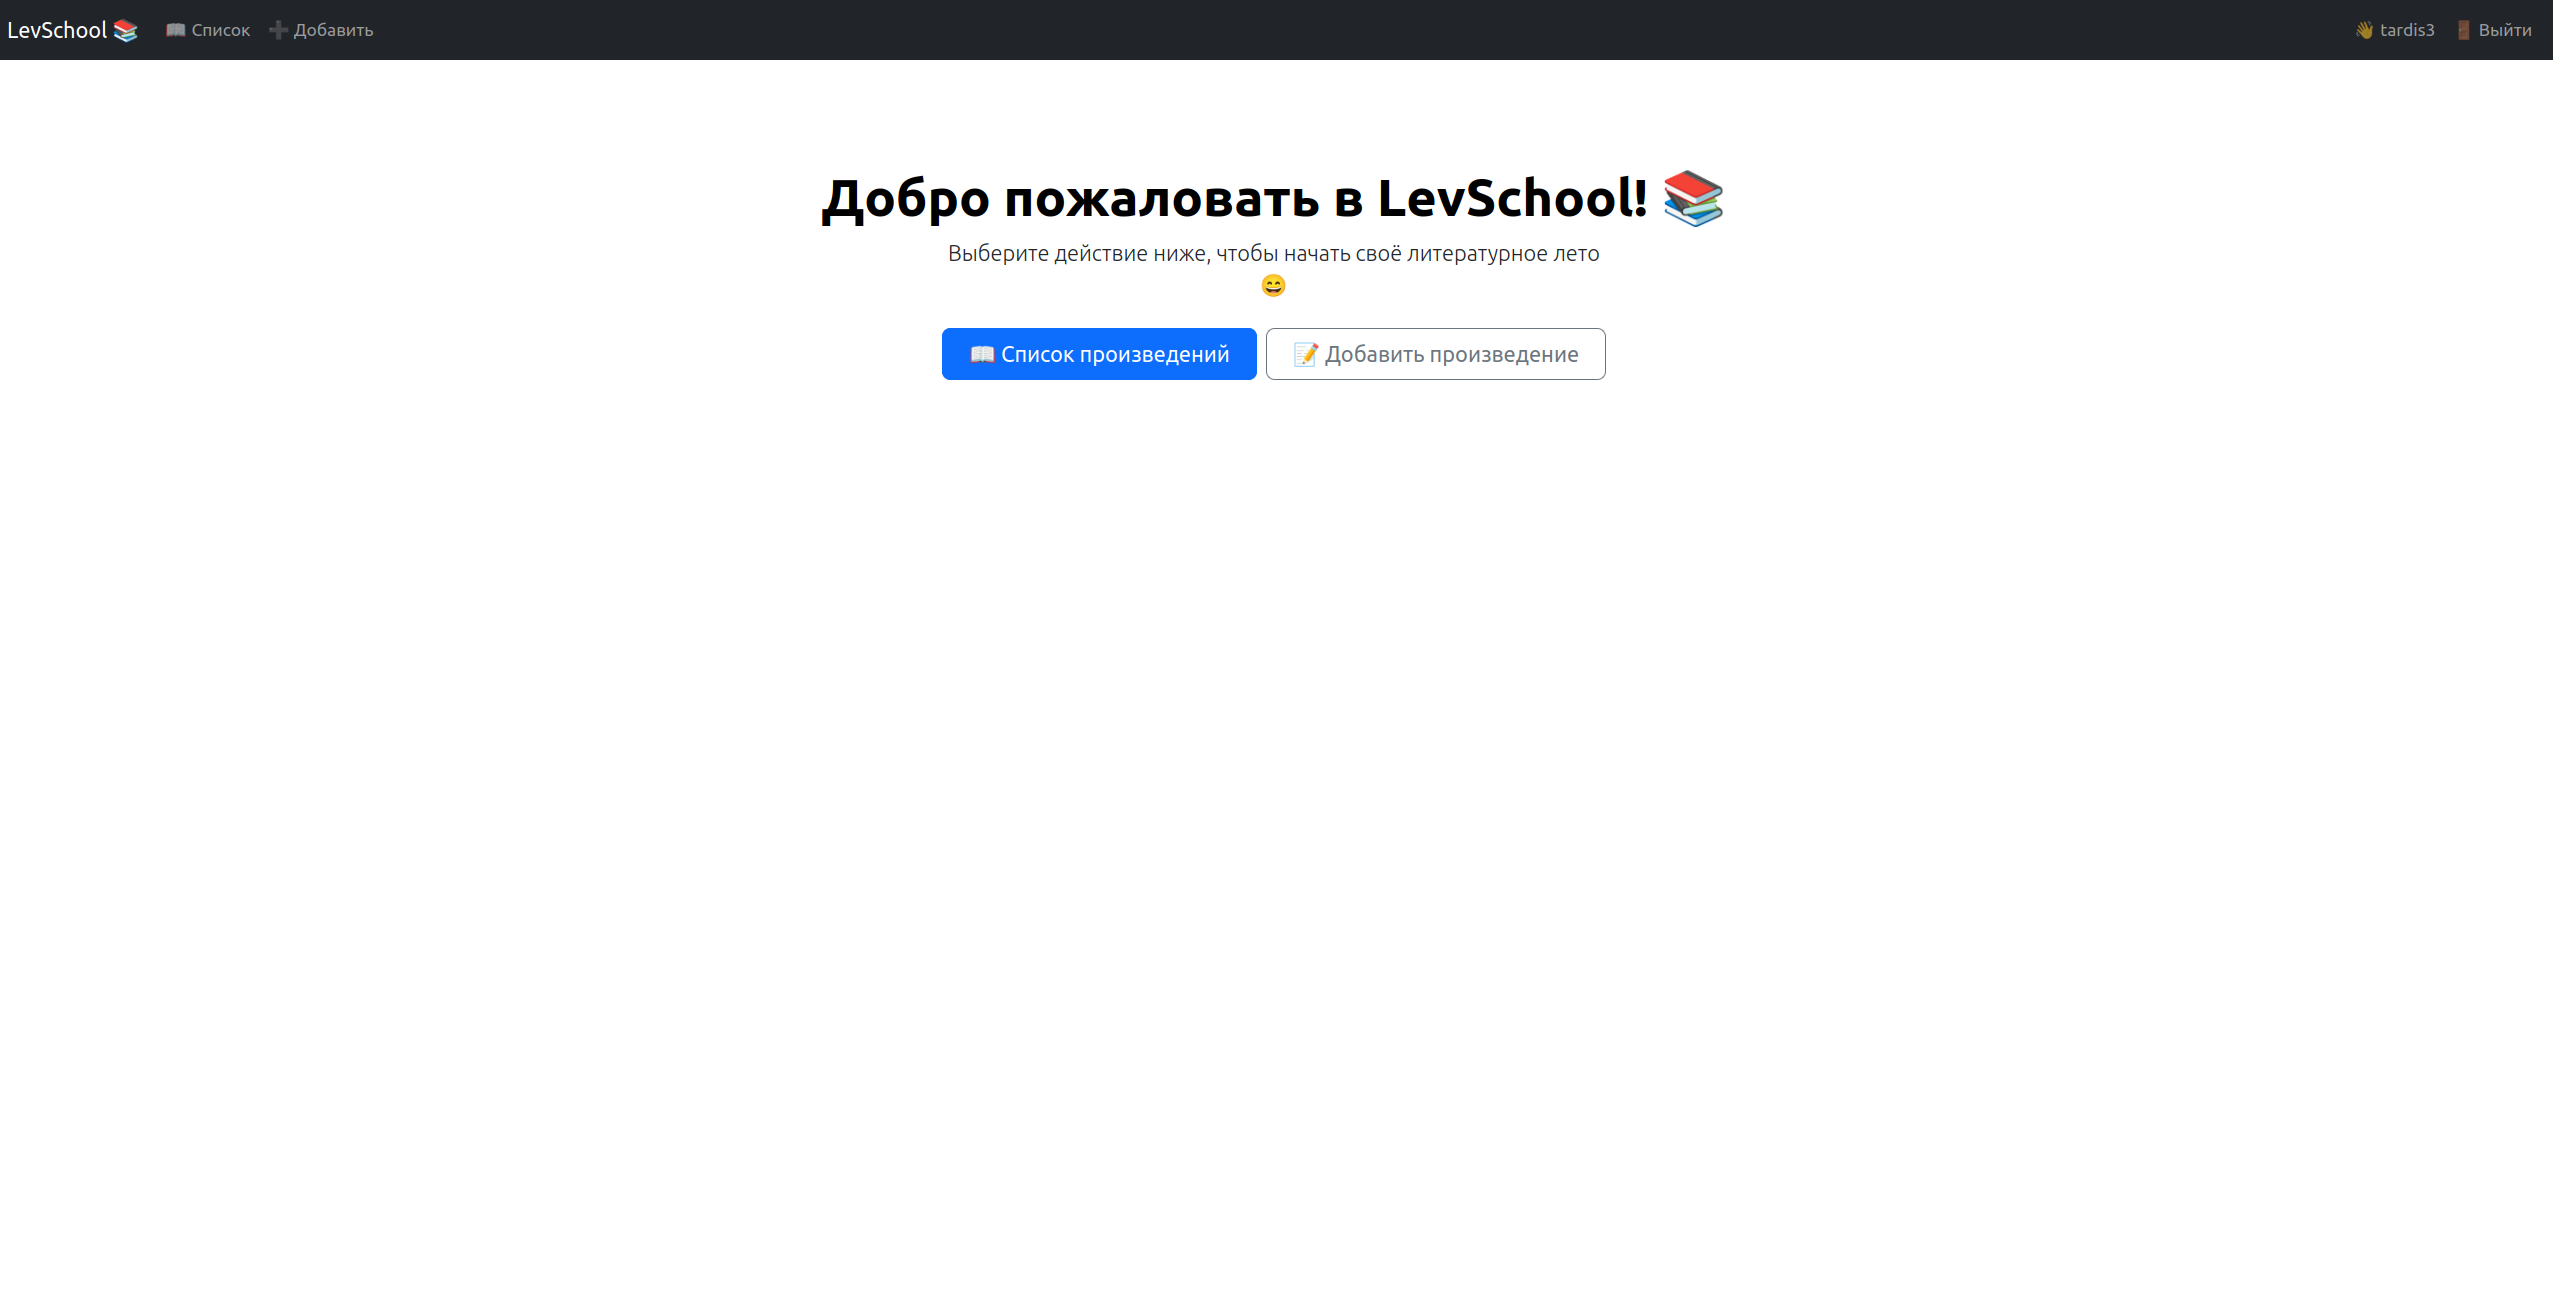 LevSchool 📚 📖 Список ➕ Добавить 👋 tardis3 🚪 Выйти
Добро пожаловать в LevSchool! 📚
Выберите действие ниже, чтобы начать своё литературное лето
😄
📖 Список произведений 📝 Добавить произведение